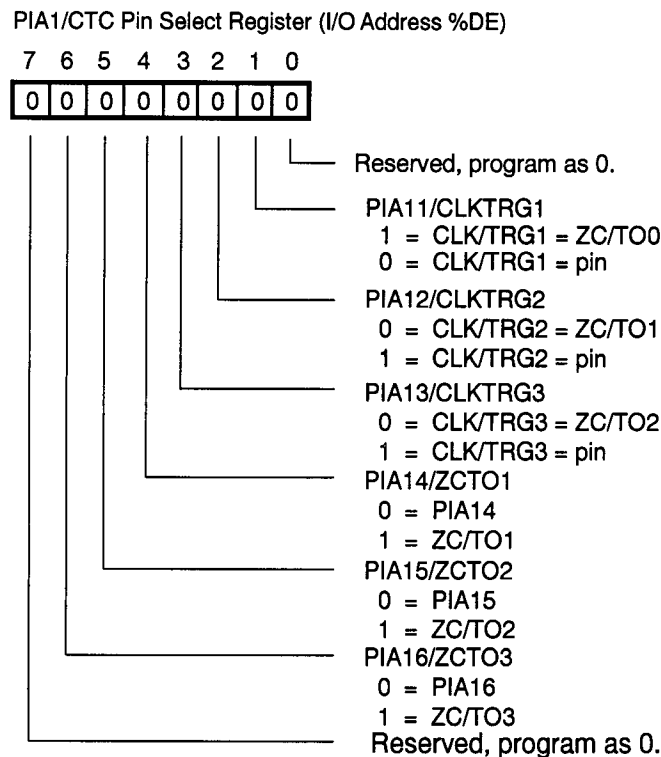 PIA1/CTC Pin Select Register (I/O Address %DE)
7 6 5 4 3 2 1 0
0 0 0 0 0 0 0 0
Reserved, program as 0.
PIA11/CLKTRG1
1 = CLK/TRG1 = ZC/TO0
0 = CLK/TRG1 = pin
PIA12/CLKTRG2
0 = CLK/TRG2 = ZC/TO1
1 = CLK/TRG2 = pin
PIA13/CLKTRG3
0 = CLK/TRG3 = ZC/TO2
1 = CLK/TRG3 = pin
PIA14/ZCTO1
0 = PIA14
1 = ZC/TO1
PIA15/ZCTO2
0 = PIA15
1 = ZC/TO2
PIA16/ZCTO3
0 = PIA16
1 = ZC/TO3
Reserved, program as 0.